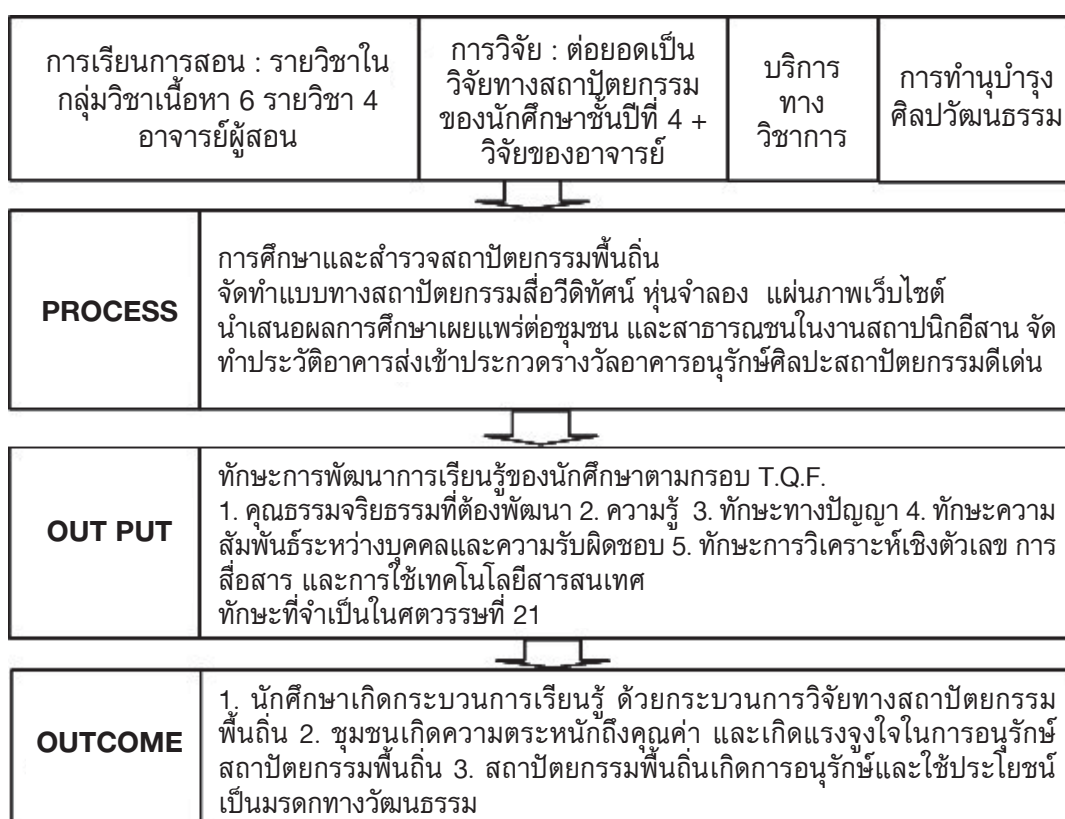 การเรียนการสอน : รายวิชาใน
กลุ่มวิชาเนื้อหา 6 รายวิชา 4
อาจารย์ผู้สอน
การวิจัย : ต่อยอดเป็น
วิจัยทางสถาปัตยกรรม
ของนักศึกษาชั้นปีที่ 4 +
วิจัยของอาจารย์
บริการ
ทาง
วิชาการ
การทำนุบำรุง
ศิลปวัฒนธรรม
PROCESS
การศึกษาและสำรวจสถาปัตยกรรมพื้นถิ่น
จัดทำแบบทางสถาปัตยกรรมสื่อวีดิทัศน์ หุ่นจำลอง แผ่นภาพเว็บไซต์
นำเสนอผลการศึกษาเผยแพร่ต่อชุมชน และสาธารณชนในงานสถาปนิกอีสาน จัด
ทำประวัติอาคารส่งเข้าประกวดรางวัลอาคารอนุรักษ์ศิลปะสถาปัตยกรรมดีเด่น
OUT PUT
ทักษะการพัฒนาการเรียนรู้ของนักศึกษาตามกรอบ T.Q.F.
1. คุณธรรมจริยธรรมที่ต้องพัฒนา 2. ความรู้ 3. ทักษะทางปัญญา 4. ทักษะความ
สัมพันธ์ระหว่างบุคคลและความรับผิดชอบ 5. ทักษะการวิเคราะห์เชิงตัวเลข การ
สื่อสาร และการใช้เทคโนโลยีสารสนเทศ
ทักษะที่จำเป็นในศตวรรษที่ 21
OUTCOME
1. นักศึกษาเกิดกระบวนการเรียนรู้ ด้วยกระบวนการวิจัยทางสถาปัตยกรรม
พื้นถิ่น 2. ชุมชนเกิดความตระหนักถึงคุณค่า และเกิดแรงจูงใจในการอนุรักษ์
สถาปัตยกรรมพื้นถิ่น 3. สถาปัตยกรรมพื้นถิ่นเกิดการอนุรักษ์และใช้ประโยชน์
เป็นมรดกทางวัฒนธรรม